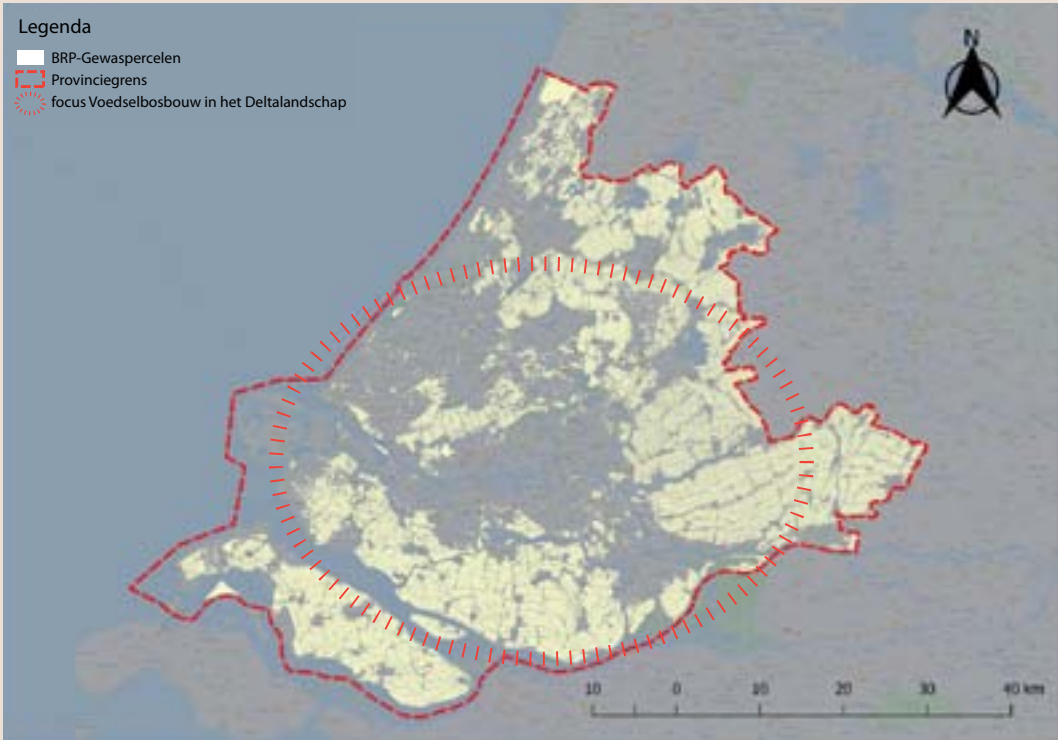 Legenda
BRP-Gewaspercelen
Provinciegrens
focus Voedselbosbouw in het Deltalandschap
N
10 0 10 20 30 40 km